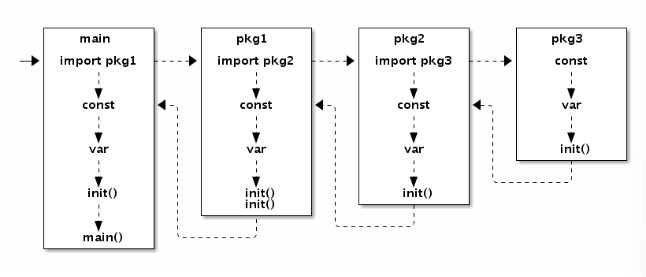 main
import pkg1
const
var
init()
main()
pkg1
import pkg2
const
var
init()
init()
pkg2
import pkg3
const
var
init()
pkg3
const
var
init()